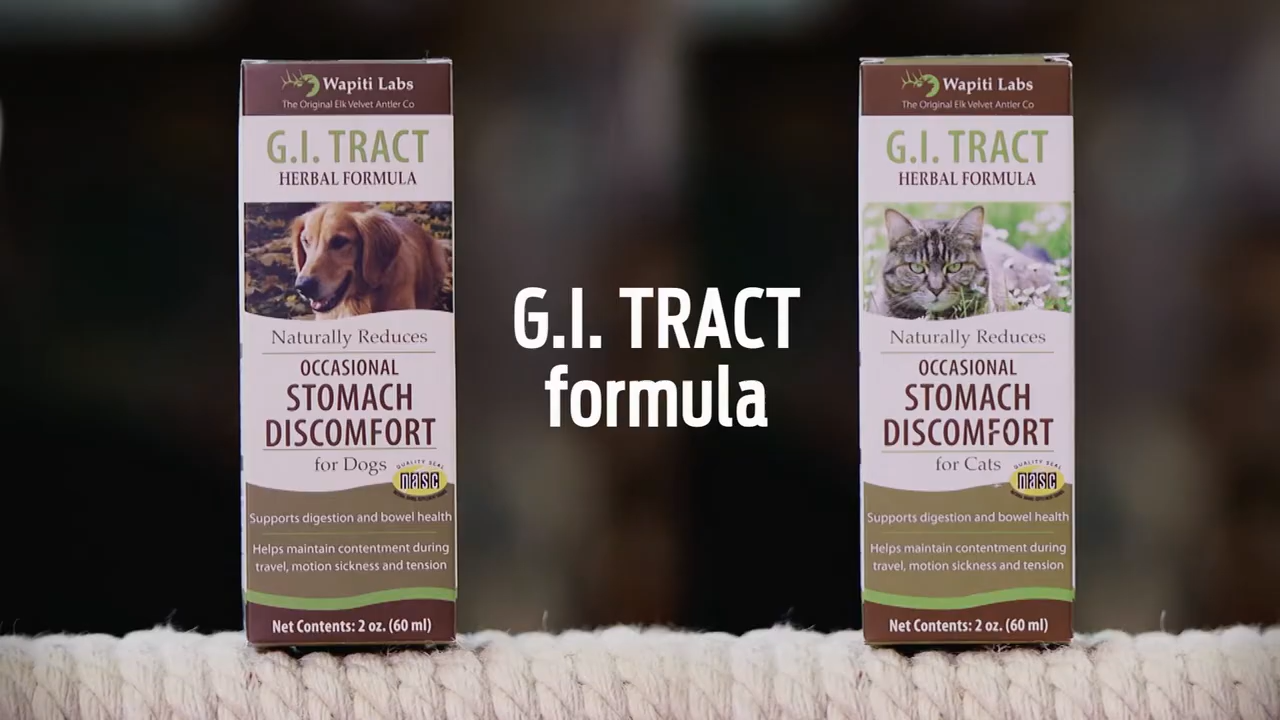 Wapiti Labs
The Original Elk Velvet Antler Co
G.I. TRACT
HERBAL FORMULA
Naturally Reduces
OCCASIONAL
STOMACH
DISCOMFORT
for Dogs
QUALITY SEAL
nasc
Supports digestion and bowel health
Helps maintain contentment during
travel, motion sickness and tension
Net Contents: 2 oz. (60 ml)
G.I. TRACT
formula
Wapiti Labs
The Original Elk Velvet Antler Co
G.I. TRACT
HERBAL FORMULA
Naturally Reduces
OCCASIONAL
STOMACH
DISCOMFORT
for Cats
QUALITY SEAL
nasc
Supports digestion and bowel health
Helps maintain contentment during
travel, motion sickness and tension
Net Contents: 2 oz. (60 ml)